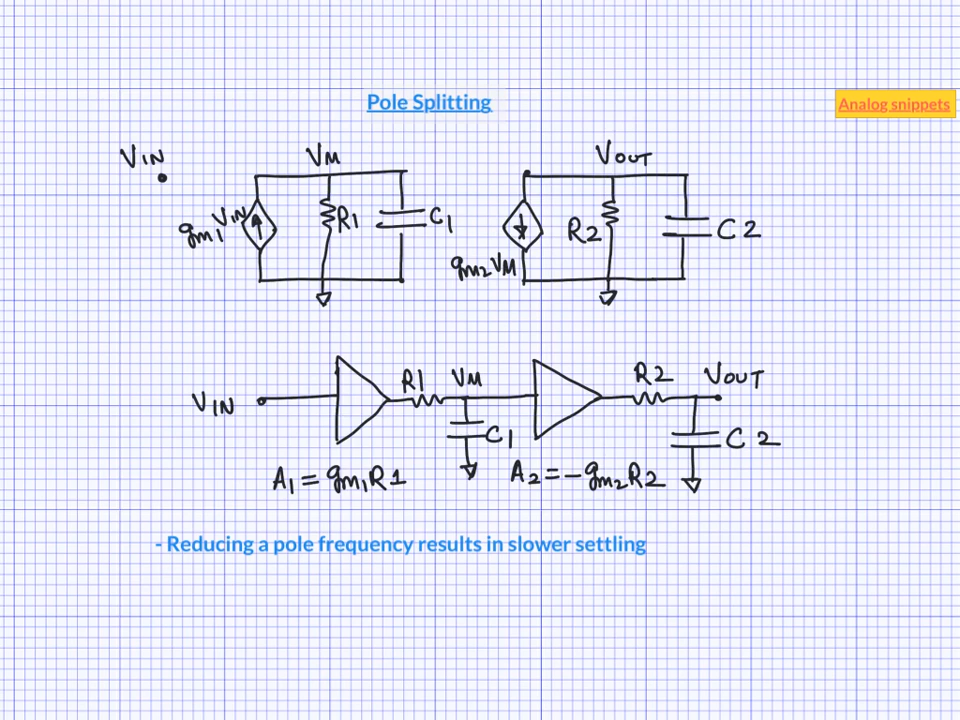 Pole Splitting
Analog snippets
VIN
VM
VOUT
gm1VIN
R1
C1
gm2VM
R2
C2
VIN
R1
VM
C1
R2
VOUT
C2
A1 = gm1R1
A2 = -gm2R2
- Reducing a pole frequency results in slower settling